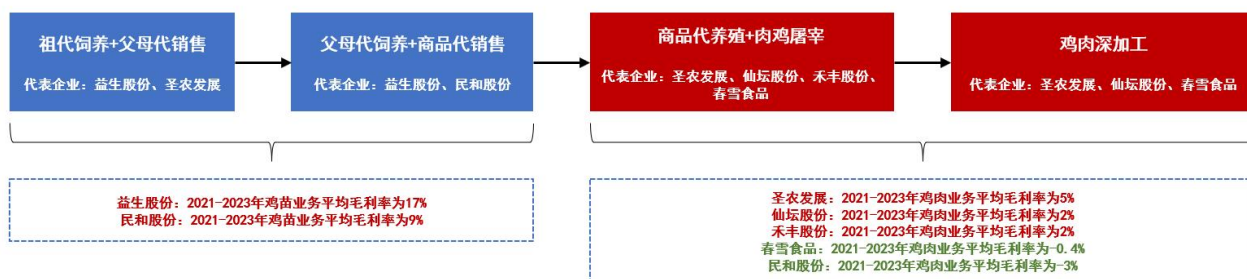 祖代饲养+父母代销售
代表企业：益生股份、圣农发展
父母代饲养+商品代销售
代表企业：益生股份、民和股份
商品代养殖+肉鸡屠宰
代表企业：圣农发展、仙坛股份、禾丰股份、
春雪食品
鸡肉深加工
代表企业：圣农发展、仙坛股份、春雪食品
益生股份：2021-2023年鸡苗业务平均毛利率为17%
民和股份：2021-2023年鸡苗业务平均毛利率为9%
圣农发展：2021-2023年鸡肉业务平均毛利率为5%
仙坛股份：2021-2023年鸡肉业务平均毛利率为2%
禾丰股份：2021-2023年鸡肉业务平均毛利率为2%
春雪食品：2021-2023年鸡肉业务平均毛利率为-0.4%
民和股份：2021-2023年鸡肉业务平均毛利率为-3%